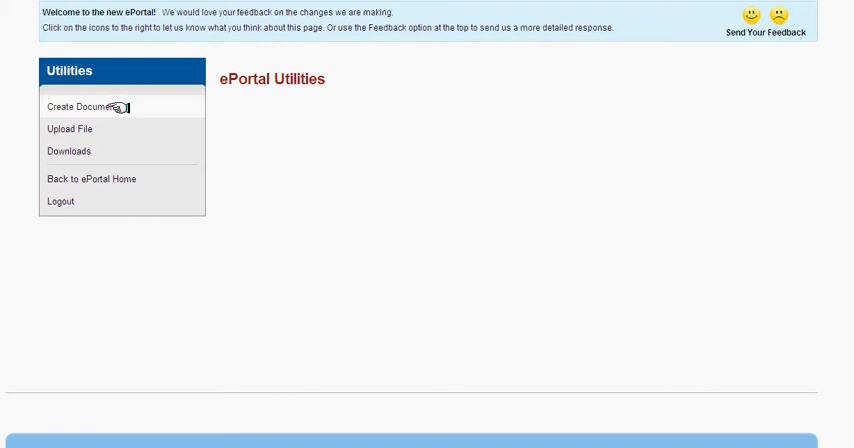 Welcome to the new ePortal! We would love your feedback on the changes we are making.
Click on the icons to the right to let us know what you think about this page. Or use the Feedback option at the top to send us a more detailed response.
Send Your Feedback
Utilities
ePortal Utilities
Create
Upload File
Downloads
Back to ePortal Home
Logout